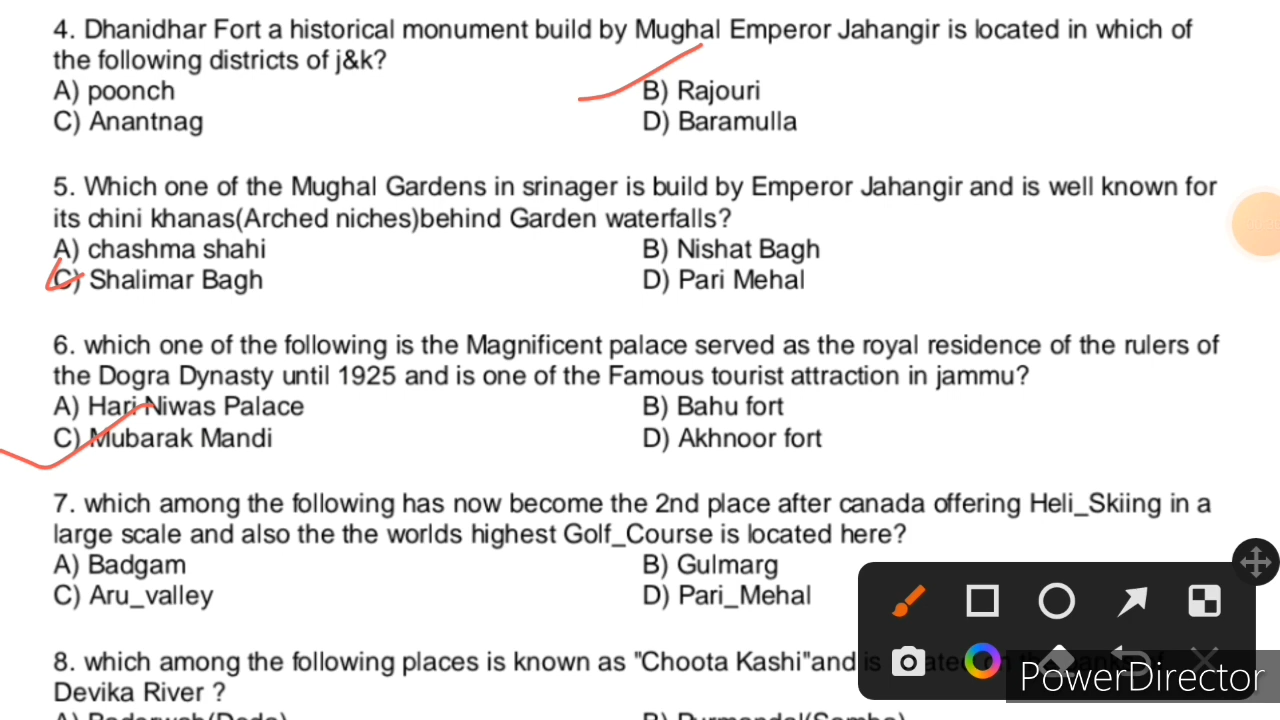 4. Dhanidhar Fort a historical monument build by Mughal Emperor Jahangir is located in which of
the following districts of j&k?
A) poonch B) Rajouri
C) Anantnag D) Baramulla
5. Which one of the Mughal Gardens in srinager is build by Emperor Jahangir and is well known for
its chini khanas(Arched niches)behind Garden waterfalls?
A) chashma shahi B) Nishat Bagh
C) Shalimar Bagh D) Pari Mehal
6. which one of the following is the Magnificent palace served as the royal residence of the rulers of
the Dogra Dynasty until 1925 and is one of the Famous tourist attraction in jammu?
A) Hari Niwas Palace B) Bahu fort
C) Mubarak Mandi D) Akhnoor fort
7. which among the following has now become the 2nd place after canada offering Heli_Skiing in a
large scale and also the the worlds highest Golf_Course is located here?
A) Badgam B) Gulmarg
C) Aru_valley D) Pari_Mehal
8. which among the following places is known as "Choota Kashi"and is
Devika River ?
PowerDirector